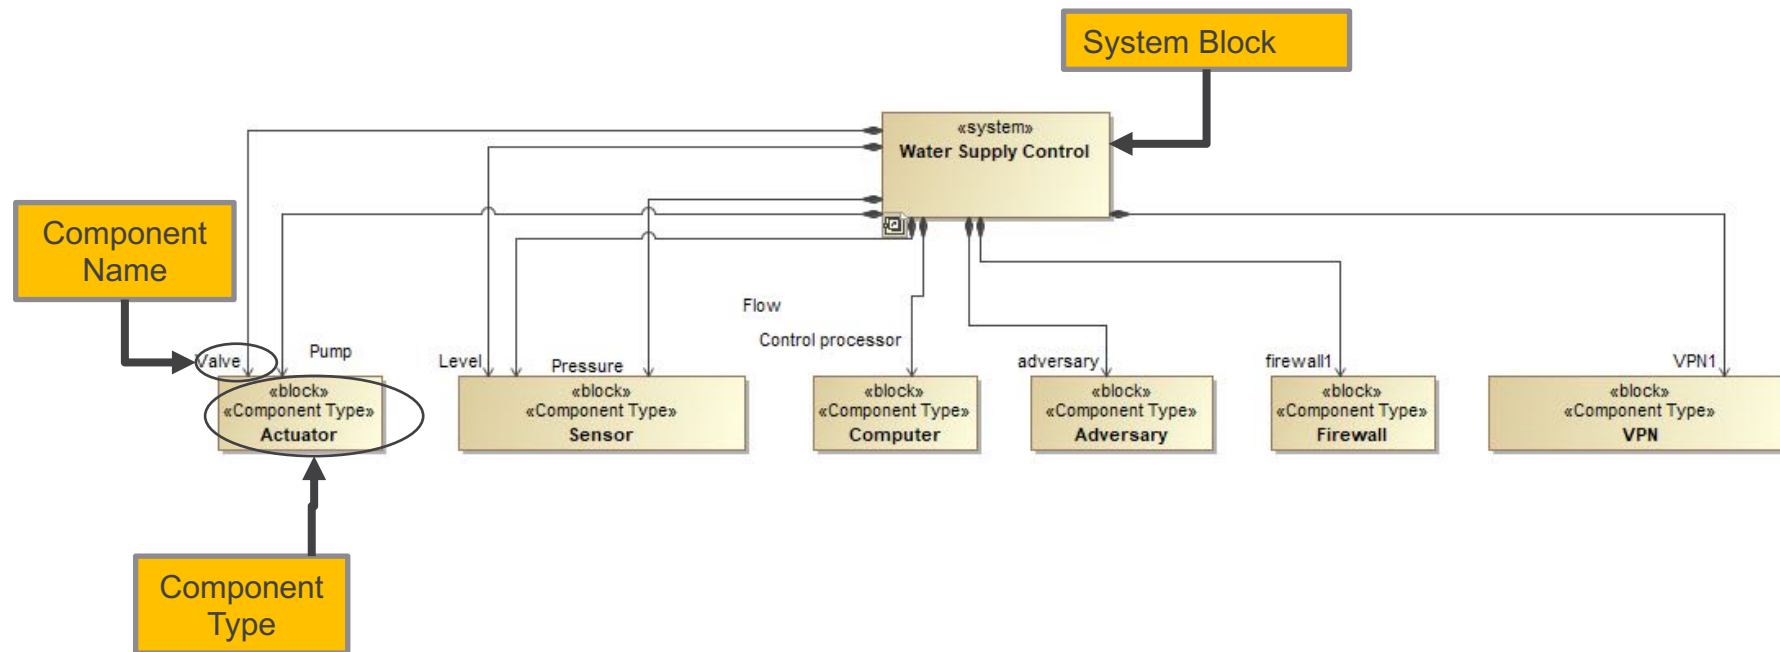 System Block
«system»
Water Supply Control
Component
Name
Flow
Control processor
Valve
Pump
Level
Pressure
adversary
firewall1
VPN1
«block»
«Component Type»
Actuator
«block»
«Component Type»
Sensor
«block»
«Component Type»
Computer
«block»
«Component Type»
Adversary
«block»
«Component Type»
Firewall
«block»
«Component Type»
VPN
Component
Type